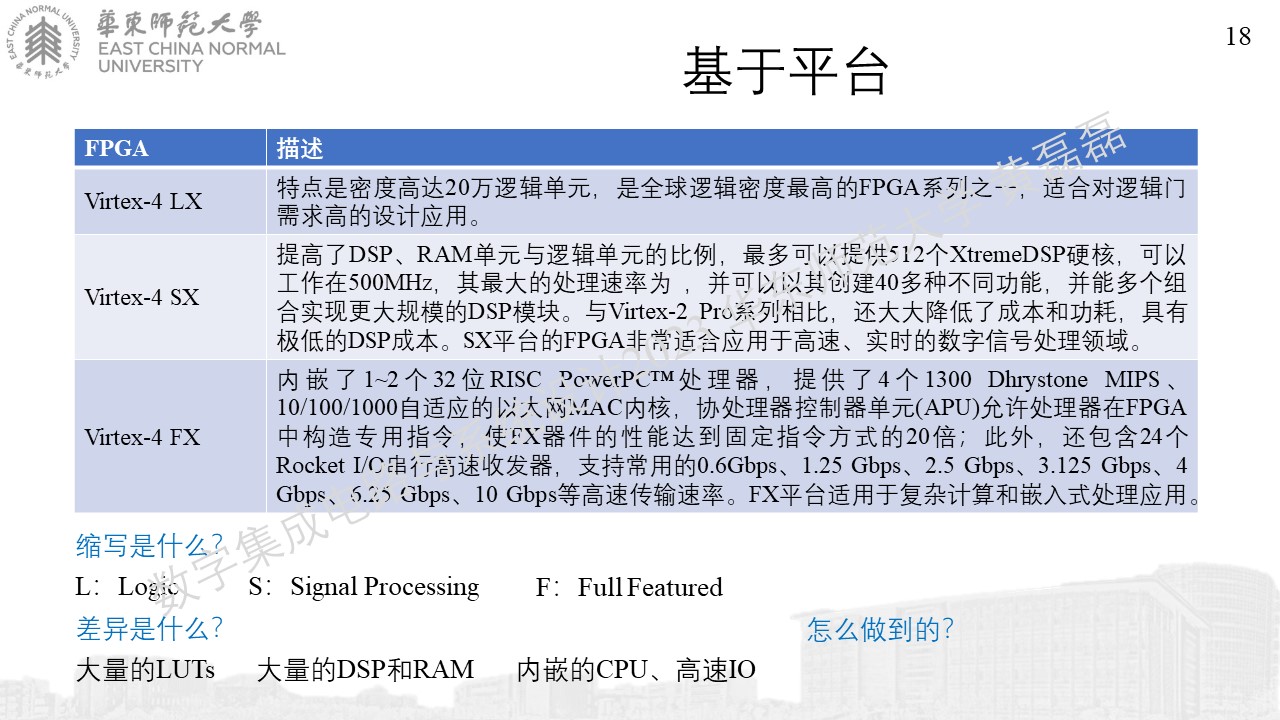 華東師範大學
EAST CHINA NORMAL
UNIVERSITY
EAST CHINA NORMAL UNIVERSITY
華東師範大學
18
基于平台
FPGA 描述
Virtex-4 LX
特点是密度高达20万逻辑单元，是全球逻辑密度最高的FPGA系列之一，适合对逻辑门
需求高的设计应用。
Virtex-4 SX
提高了DSP、RAM单元与逻辑单元的比例，最多可以提供512个XtremeDSP硬核，可以
工作在500MHz，其最大的处理速率为 ，并可以以其创建40多种不同功能，并能多个组
合实现更大规模的DSP模块。与Virtex-2 Pro系列相比，还大大降低了成本和功耗，具有
极低的DSP成本。SX平台的FPGA非常适合应用于高速、实时的数字信号处理领域。
Virtex-4 FX
内嵌了1~2个32位RISC PowerPC™处理器，提供了4个1300 Dhrystone MIPS、
10/100/1000自适应的以太网MAC内核，协处理器控制器单元(APU)允许处理器在FPGA
中构造专用指令，使FX器件的性能达到固定指令方式的20倍；此外，还包含24个
Rocket I/O串行高速收发器，支持常用的0.6Gbps、1.25 Gbps、2.5 Gbps、3.125 Gbps、4
Gbps、6.25 Gbps、10 Gbps等高速传输速率。FX平台适用于复杂计算和嵌入式处理应用。
缩写是什么？
L：Logic S：Signal Processing F：Full Featured
差异是什么？ 怎么做到的？
大量的LUTs 大量的DSP和RAM 内嵌的CPU、高速IO